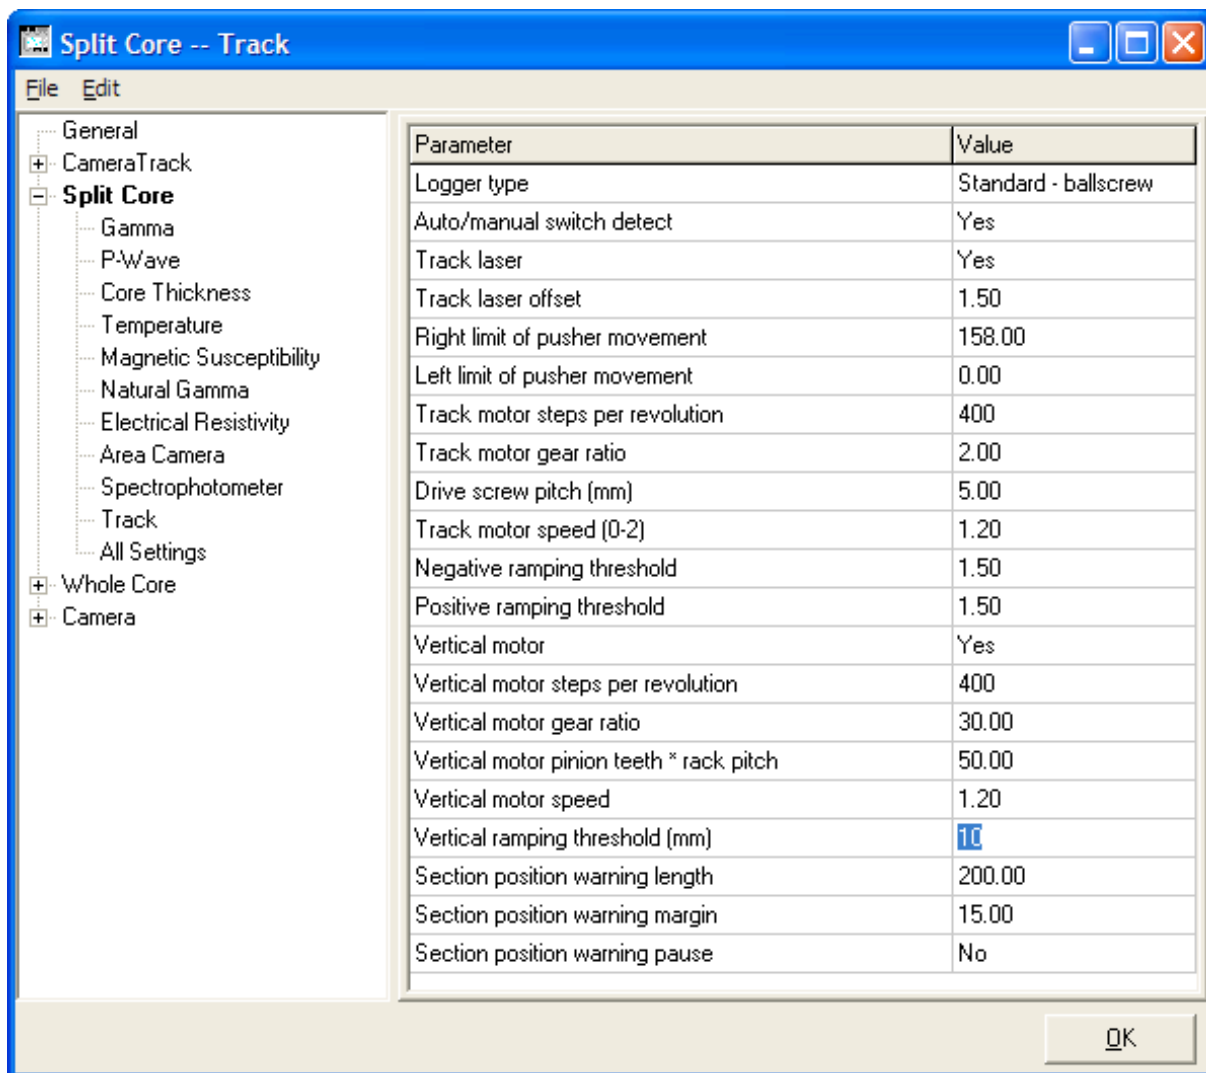 Split Core -- Track
File Edit
General
CameraTrack
Split Core
Gamma
P-Wave
Core Thickness
Temperature
Magnetic Susceptibility
Natural Gamma
Electrical Resistivity
Area Camera
Spectrophotometer
Track
All Settings
Whole Core
Camera
Parameter Value
Logger type Standard - ballscrew
Auto/manual switch detect Yes
Track laser Yes
Track laser offset 1.50
Right limit of pusher movement 158.00
Left limit of pusher movement 0.00
Track motor steps per revolution 400
Track motor gear ratio 2.00
Drive screw pitch (mm) 5.00
Track motor speed (0-2) 1.20
Negative ramping threshold 1.50
Positive ramping threshold 1.50
Vertical motor Yes
Vertical motor steps per revolution 400
Vertical motor gear ratio 30.00
Vertical motor pinion teeth * rack pitch 50.00
Vertical motor speed 1.20
Vertical ramping threshold (mm) 10
Section position warning length 200.00
Section position warning margin 15.00
Section position warning pause No
OK